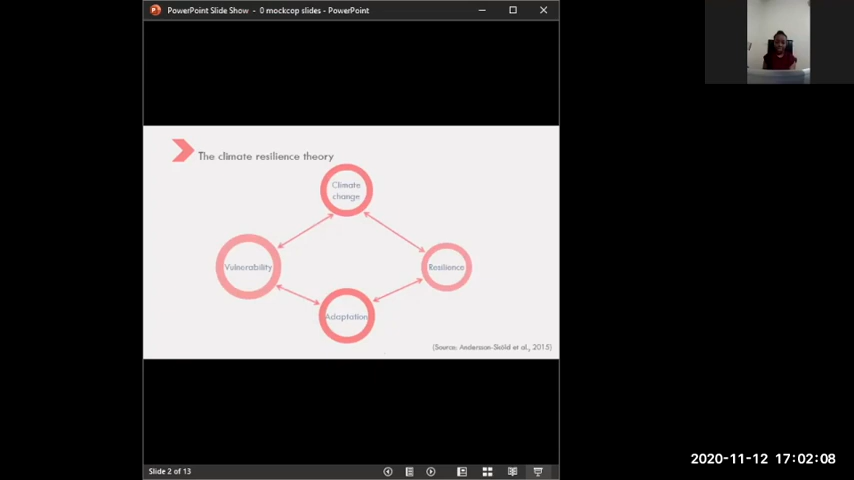 PowerPoint Slide Show - 0 mockcop slides - PowerPoint
The climate resilience theory
Climate
change
Vulnerability
Resilience
Adaptation
(Source: Andersson-Sköld et al., 2015)
2020-11-12 17:02:08
Slide 2 of 13